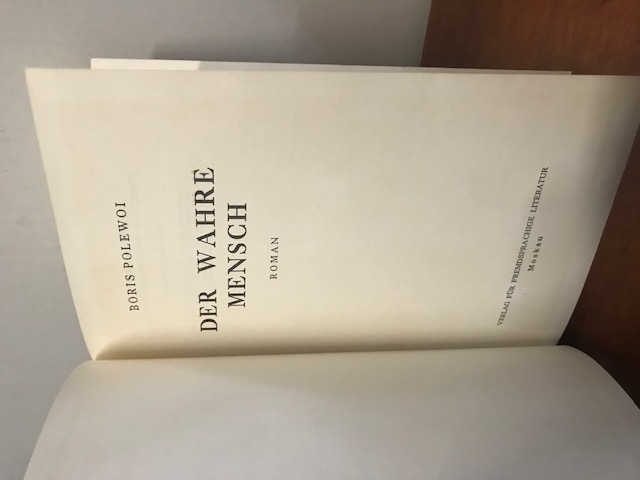 BORIS POLEWOI
DER WAHRE
MENSCH
ROMAN
VERLAG FÜR FREMDSPRACHIGE LITERATUR
Moskau